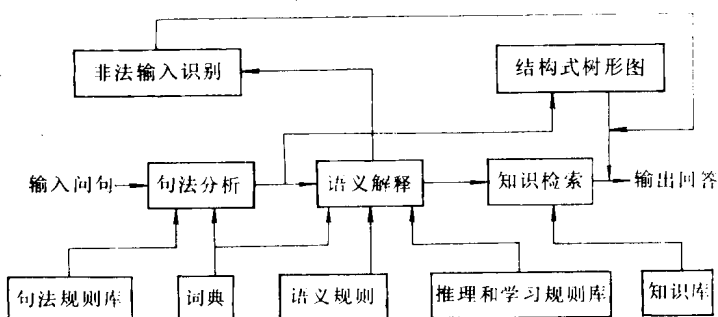 非法输入识别
结构式树形图
输入问句
句法分析
语义解释
知识检索
输出回答
句法规则库
词典
语义规则
推理和学习规则库
知识库